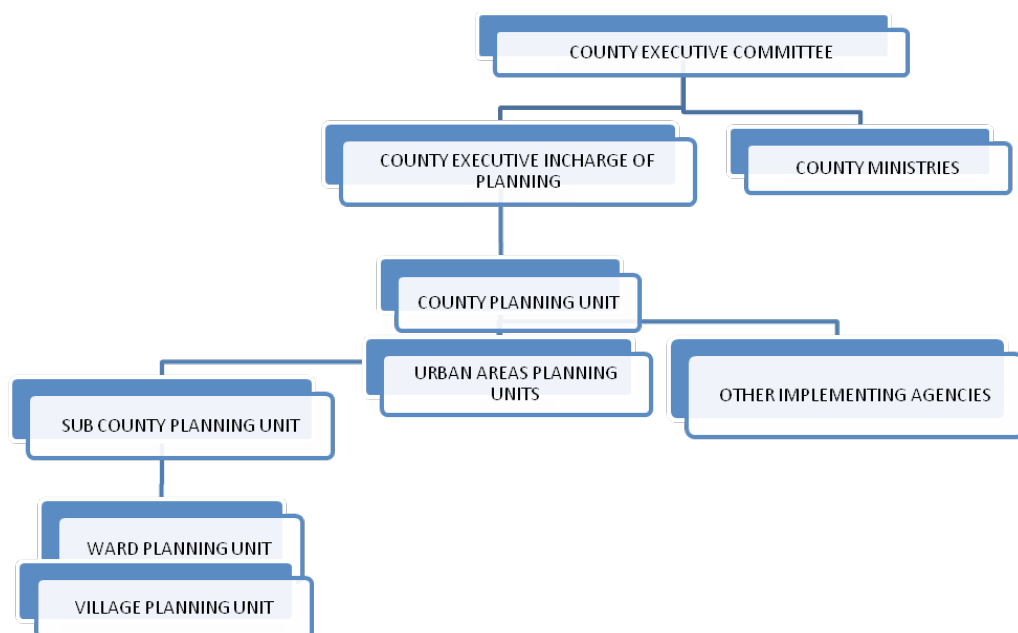 COUNTY EXECUTIVE COMMITTEE
COUNTY EXECUTIVE INCHARGE OF
PLANNING
COUNTY MINISTRIES
COUNTY PLANNING UNIT
URBAN AREAS PLANNING
UNITS
OTHER IMPLEMENTING AGENCIES
SUB COUNTY PLANNING UNIT
WARD PLANNING UNIT
VILLAGE PLANNING UNIT